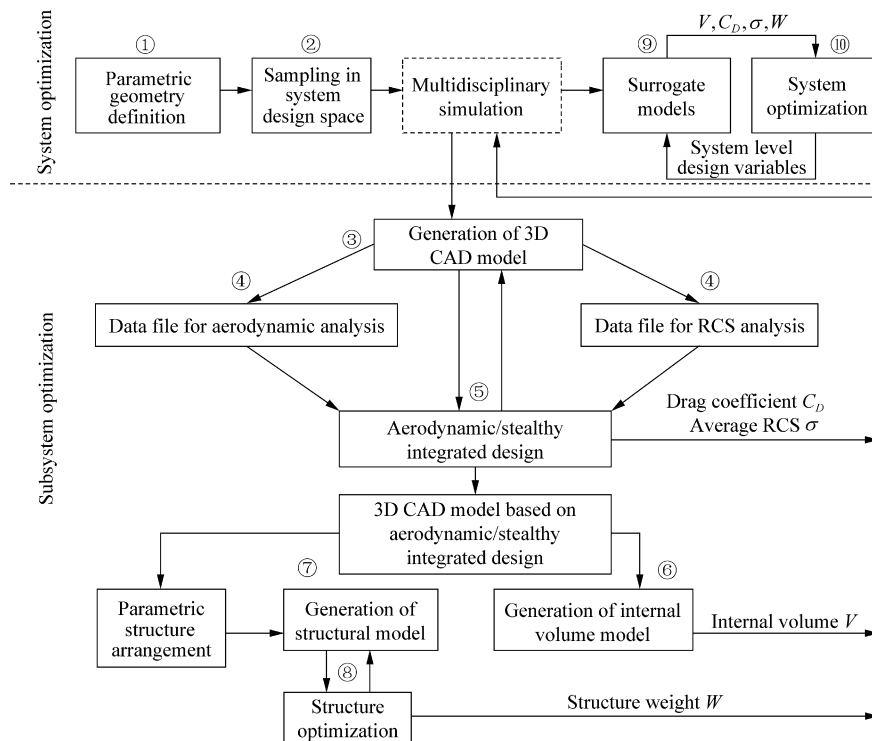 System optimization
①
Parametric
geometry
definition
②
Sampling in
system
design space
Multidisciplinary
simulation
⑨
Surrogate
models
V, C_D, σ, W
⑩
System
optimization
System level
design variables
Subsystem optimization
③
Generation of 3D
CAD model
④
Data file for aerodynamic analysis
④
Data file for RCS analysis
⑤
Aerodynamic/stealthy
integrated design
Drag coefficient C_D
Average RCS σ
3D CAD model based on
aerodynamic/stealthy
integrated design
⑦
Parametric
structure
arrangement
Generation of
structural model
⑥
Generation of internal
volume model
Internal volume V
⑧
Structure
optimization
Structure weight W